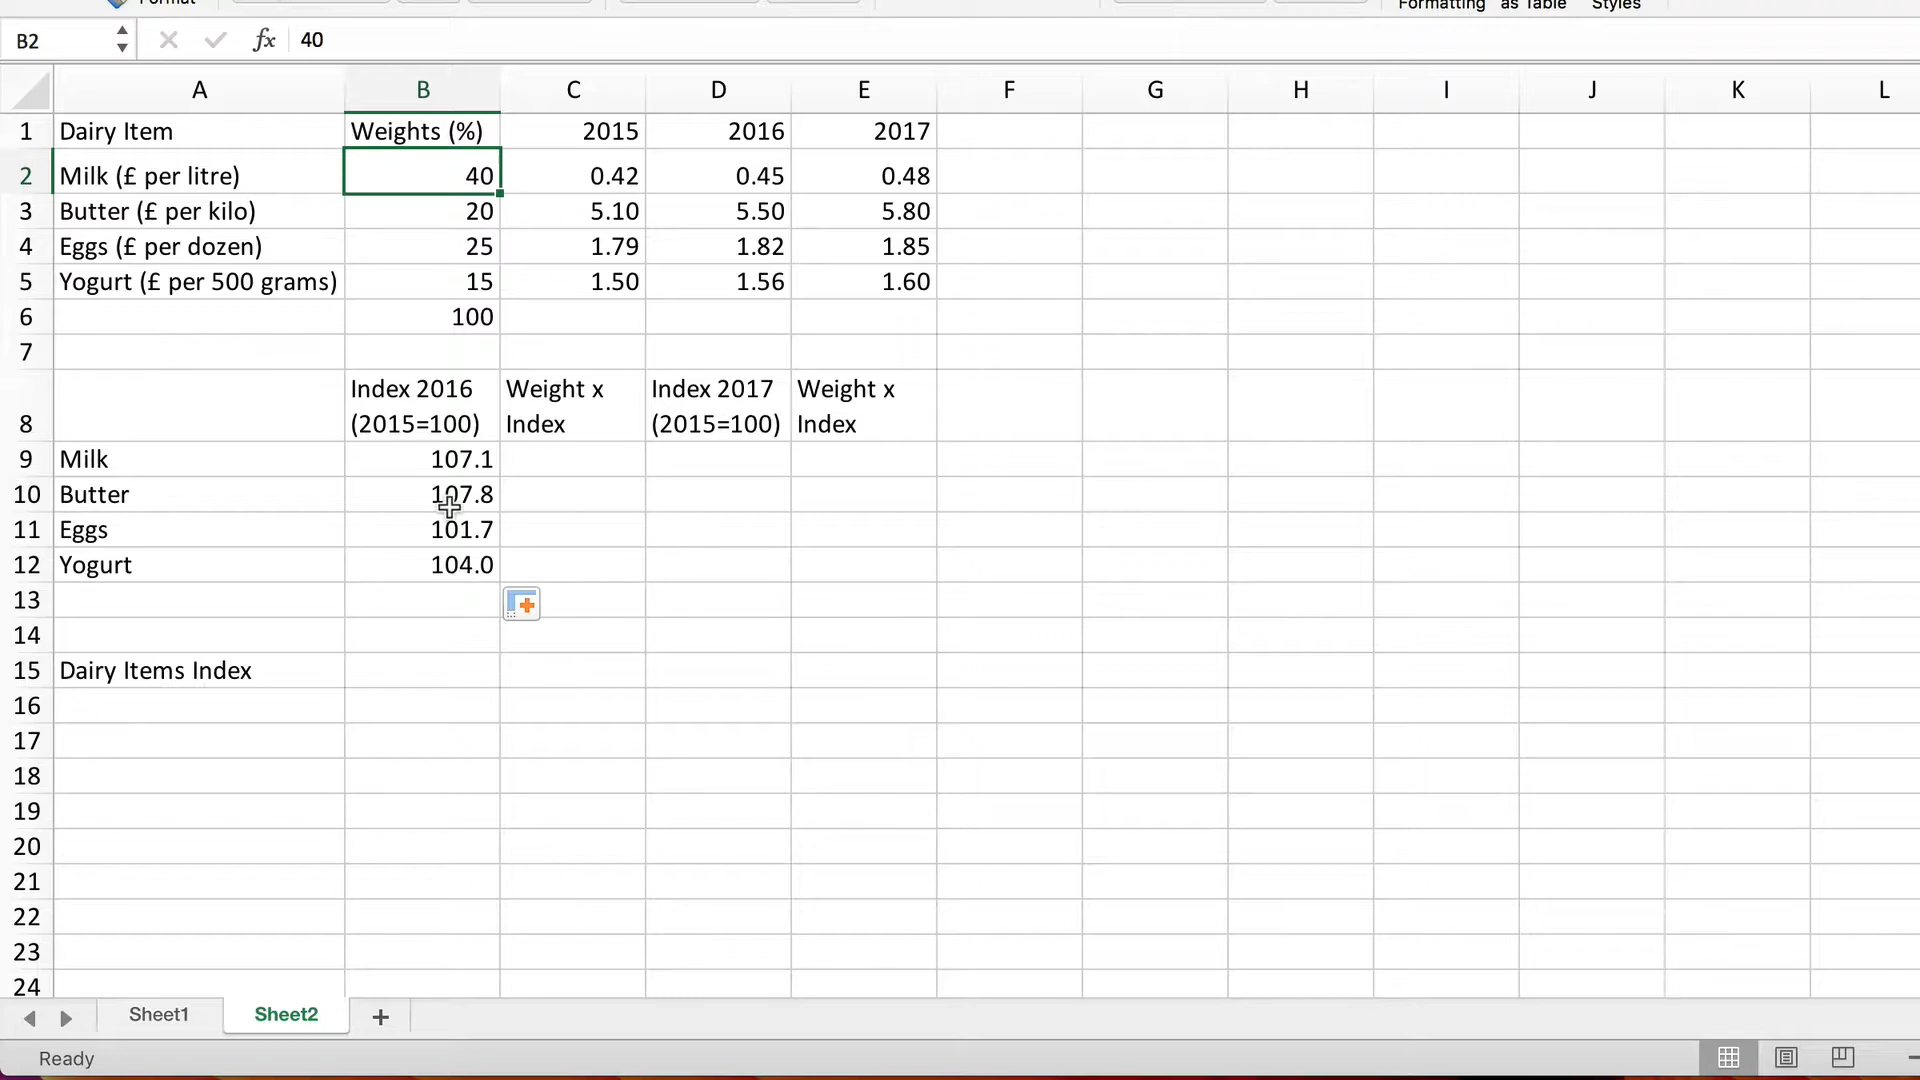 Format
Formatting as Table Styles
B2 fx 40
A B C D E F G H I J K L
1 Dairy Item Weights (%) 2015 2016 2017
2 Milk (£ per litre) 40 0.42 0.45 0.48
3 Butter (£ per kilo) 20 5.10 5.50 5.80
4 Eggs (£ per dozen) 25 1.79 1.82 1.85
5 Yogurt (£ per 500 grams) 15 1.50 1.56 1.60
6 100
7
Index 2016 Weight x Index 2017 Weight x
8 (2015=100) Index (2015=100) Index
9 Milk 107.1
10 Butter 107.8
11 Eggs 101.7
12 Yogurt 104.0
13
14
15 Dairy Items Index
16
17
18
19
20
21
22
23
24
Sheet1 Sheet2 +
Ready